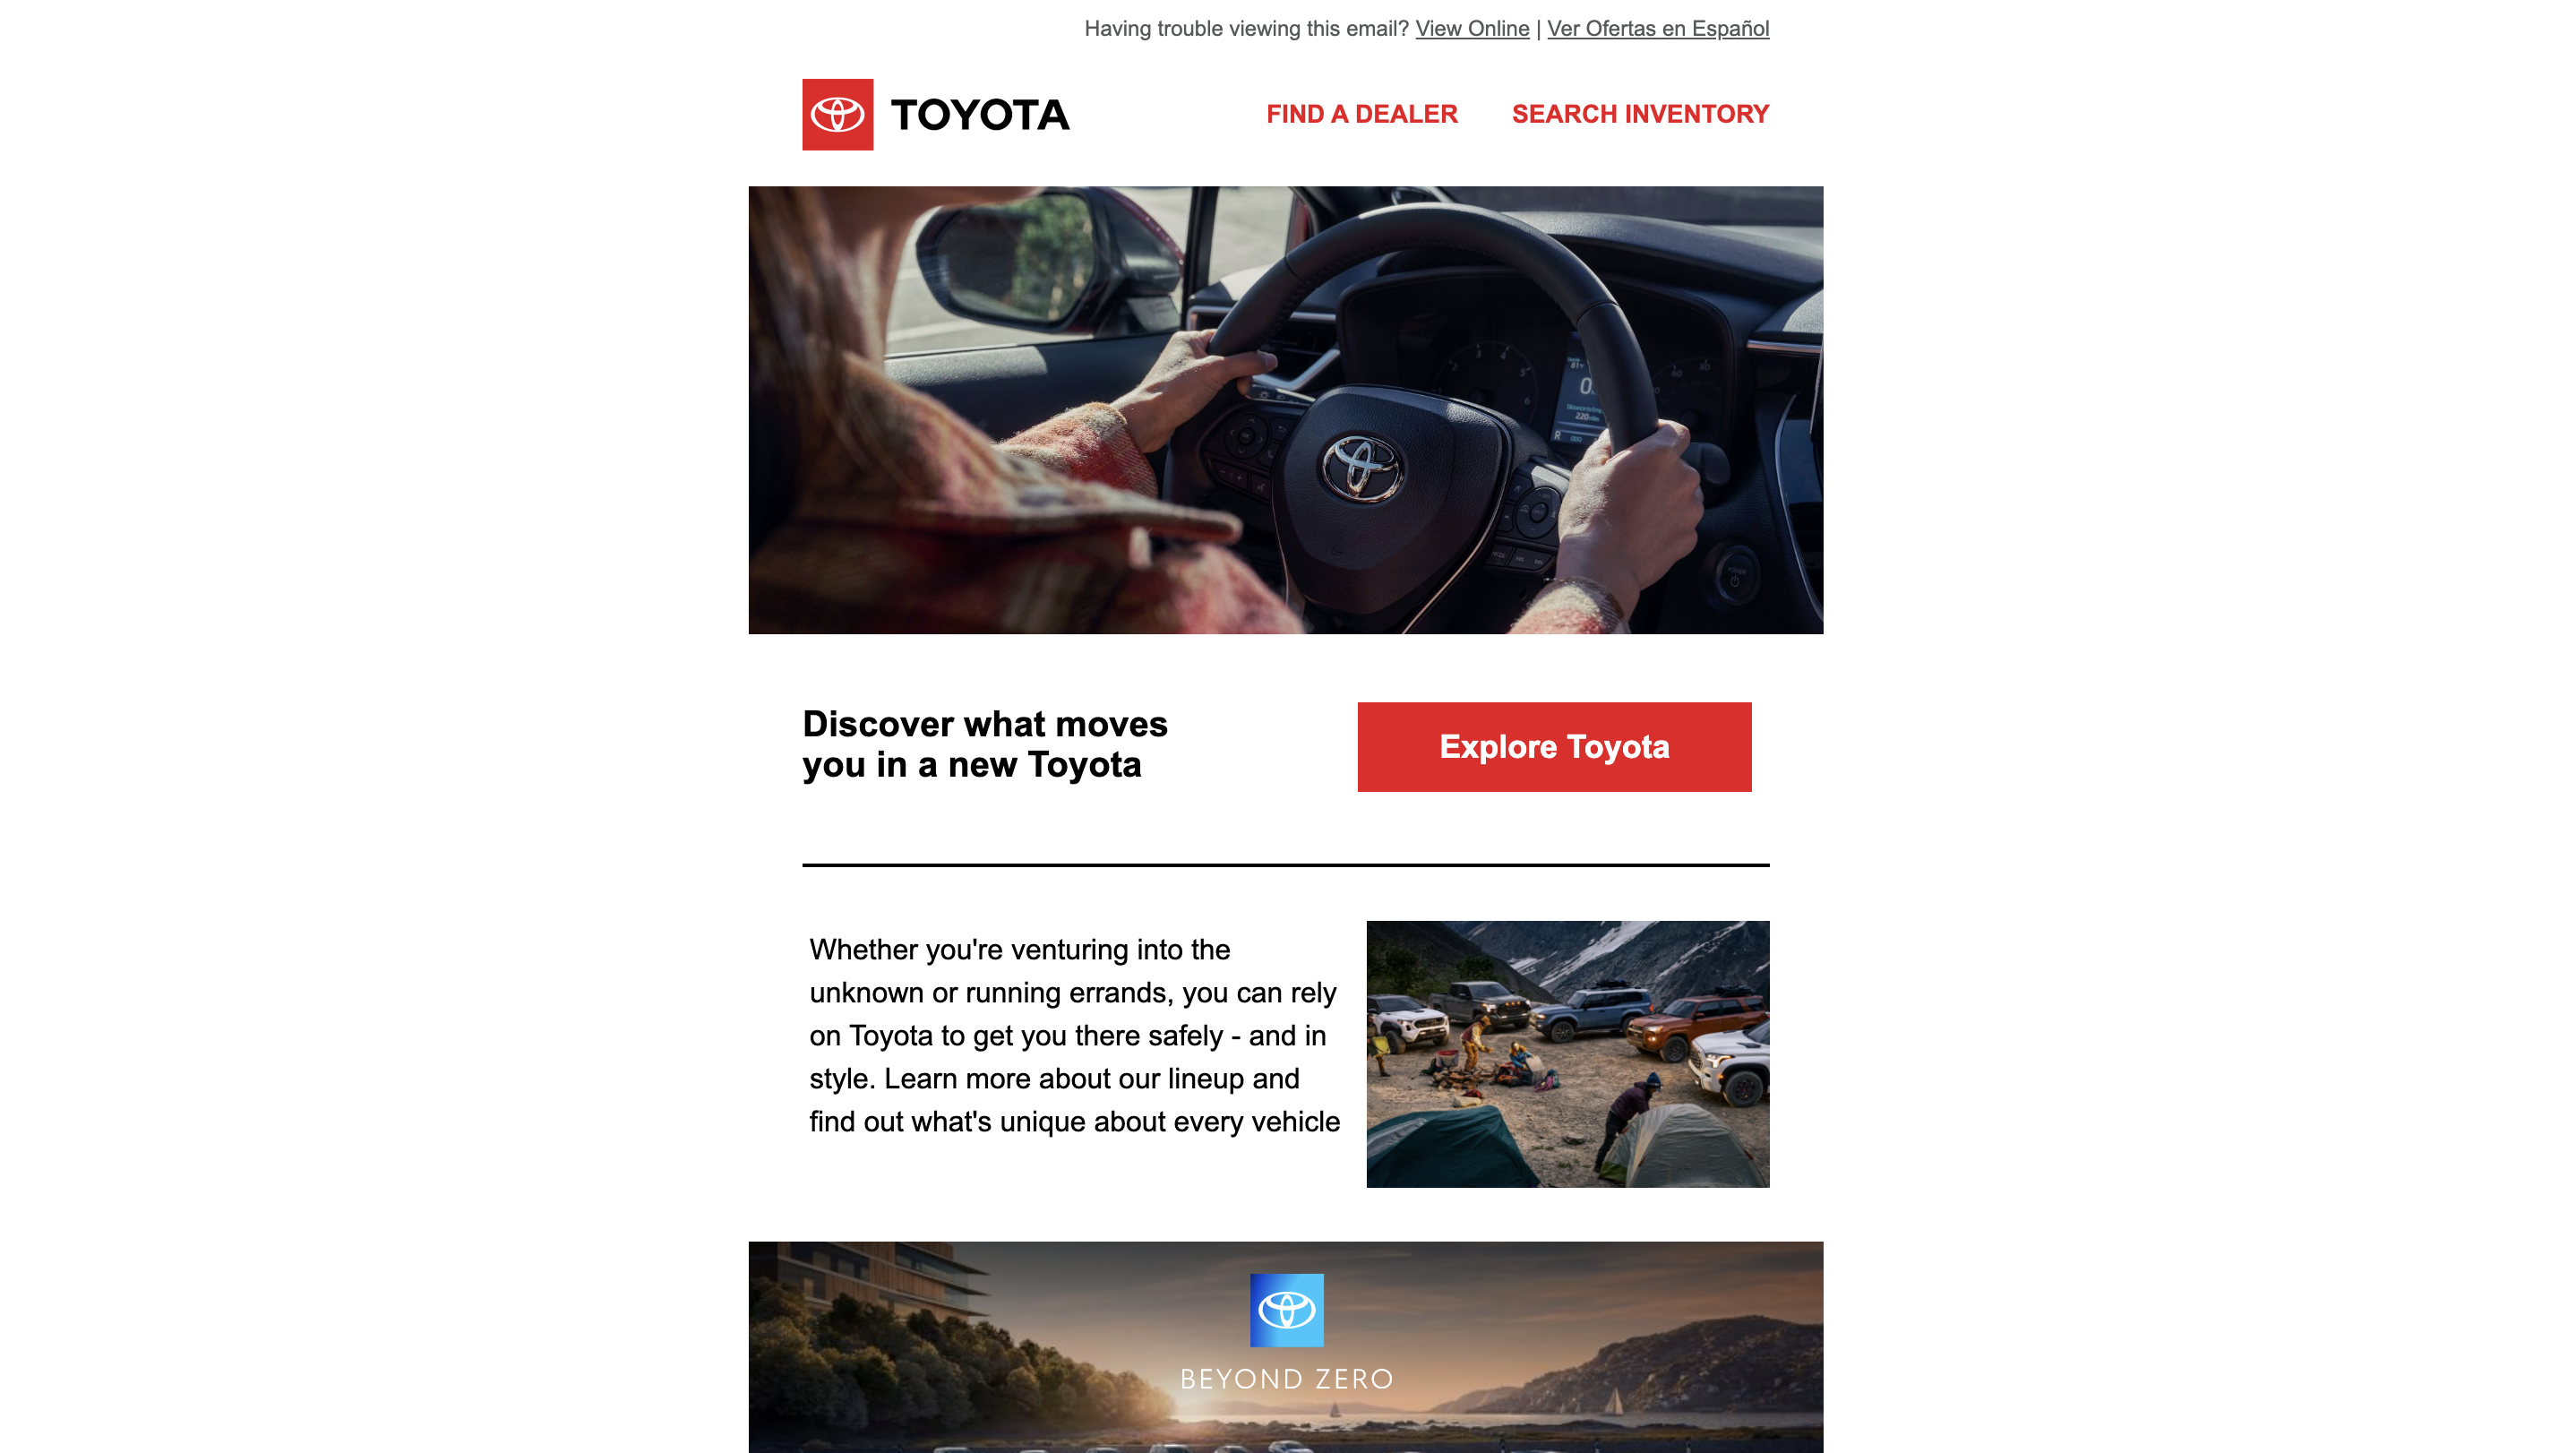 Having trouble viewing this email? View Online | Ver Ofertas en Español
TOYOTA
FIND A DEALER
SEARCH INVENTORY
Discover what moves
you in a new Toyota
Explore Toyota
Whether you're venturing into the
unknown or running errands, you can rely
on Toyota to get you there safely - and in
style. Learn more about our lineup and
find out what's unique about every vehicle
BEYOND ZERO